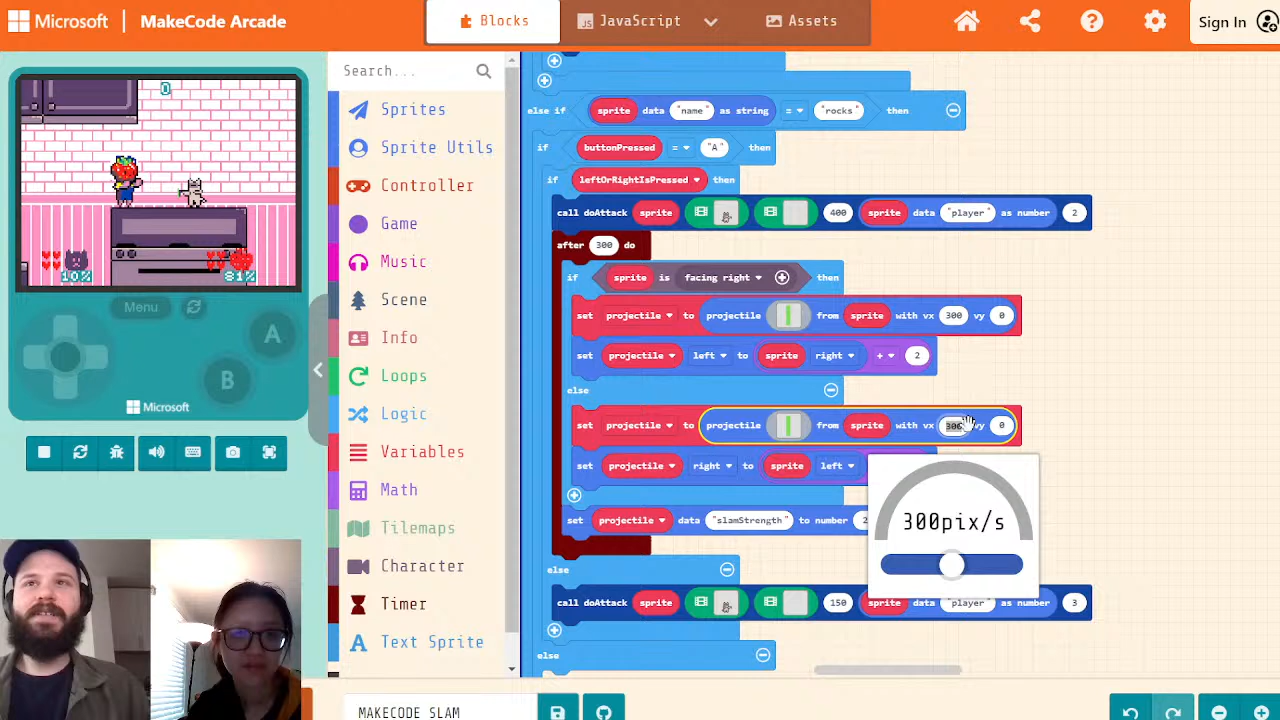 Microsoft | MakeCode Arcade
Blocks
JavaScript
Assets
Sign In
0
10%
81%
Menu
A
B
Microsoft
Search...
Sprites
Sprite Utils
Controller
Game
Music
Scene
Info
Loops
Logic
Variables
Math
Tilemaps
Character
Timer
Text Sprite
else if sprite data "name" as string = "rocks" then
if buttonPressed = "A" then
if leftOrRightIsPressed then
call doAttack sprite 400 sprite data "player" as number 2
after 300 do
if sprite is facing right then
set projectile to projectile from sprite with vx 300 vy 0
set projectile left to sprite right + 2
else
set projectile to projectile from sprite with vx 300 vy 0
set projectile right to sprite left
set projectile data "slamStrength" to number
300pix/s
else
call doAttack sprite 150 sprite data "player" as number 3
else
MAKECODE SLAM